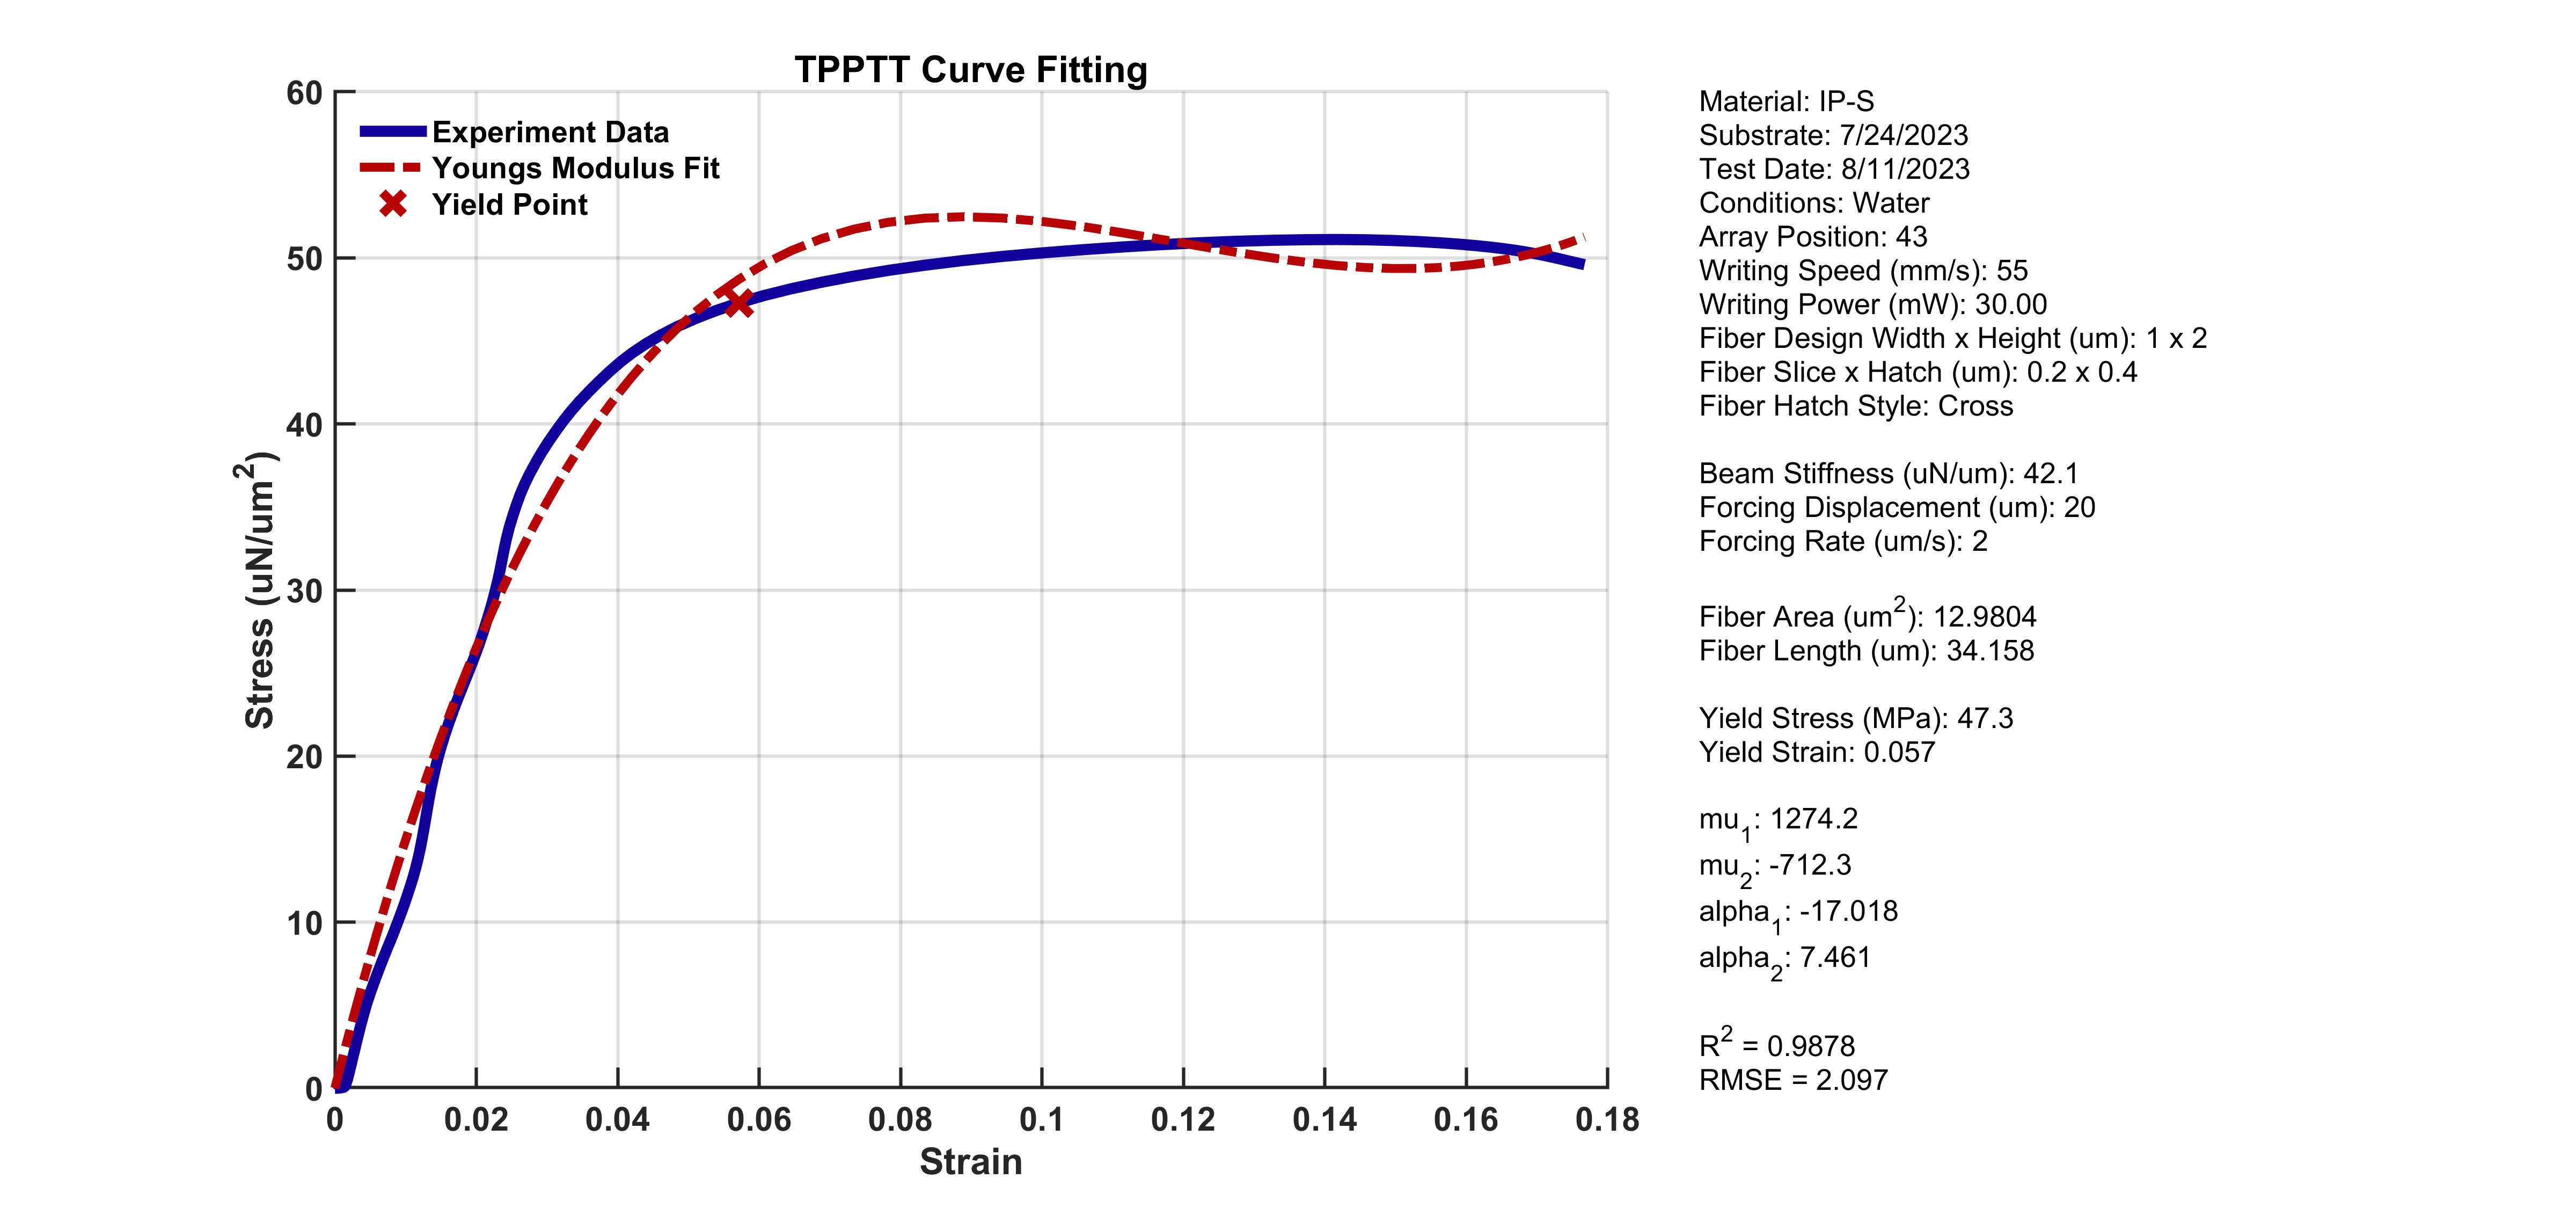 TPPTT Curve Fitting
60
50
40
30
20
10
0
Stress (uN/um²)
Experiment Data
Youngs Modulus Fit
Yield Point
0 0.02 0.04 0.06 0.08 0.1 0.12 0.14 0.16 0.18
Strain
Material: IP-S
Substrate: 7/24/2023
Test Date: 8/11/2023
Conditions: Water
Array Position: 43
Writing Speed (mm/s): 55
Writing Power (mW): 30.00
Fiber Design Width x Height (um): 1 x 2
Fiber Slice x Hatch (um): 0.2 x 0.4
Fiber Hatch Style: Cross
Beam Stiffness (uN/um): 42.1
Forcing Displacement (um): 20
Forcing Rate (um/s): 2
Fiber Area (um²): 12.9804
Fiber Length (um): 34.158
Yield Stress (MPa): 47.3
Yield Strain: 0.057
mu₁: 1274.2
mu₂: -712.3
alpha₁: -17.018
alpha₂: 7.461
R² = 0.9878
RMSE = 2.097